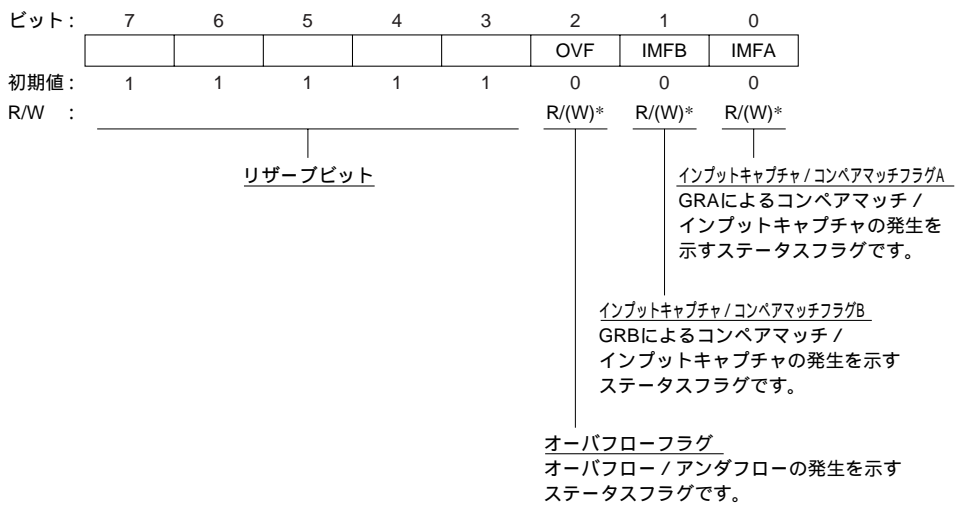 ビット： 7 6 5 4 3 2 1 0
OVF IMFB IMFA
初期値： 1 1 1 1 1 0 0 0
R/W ： R/(W)* R/(W)* R/(W)*
リザーブビット
インプットキャプチャ / コンペアマッチフラグA
GRAによるコンペアマッチ /
インプットキャプチャの発生を
示すステータスフラグです。
インプットキャプチャ / コンペアマッチフラグB
GRBによるコンペアマッチ /
インプットキャプチャの発生を示す
ステータスフラグです。
オーバフローフラグ
オーバフロー / アンダフローの発生を示す
ステータスフラグです。